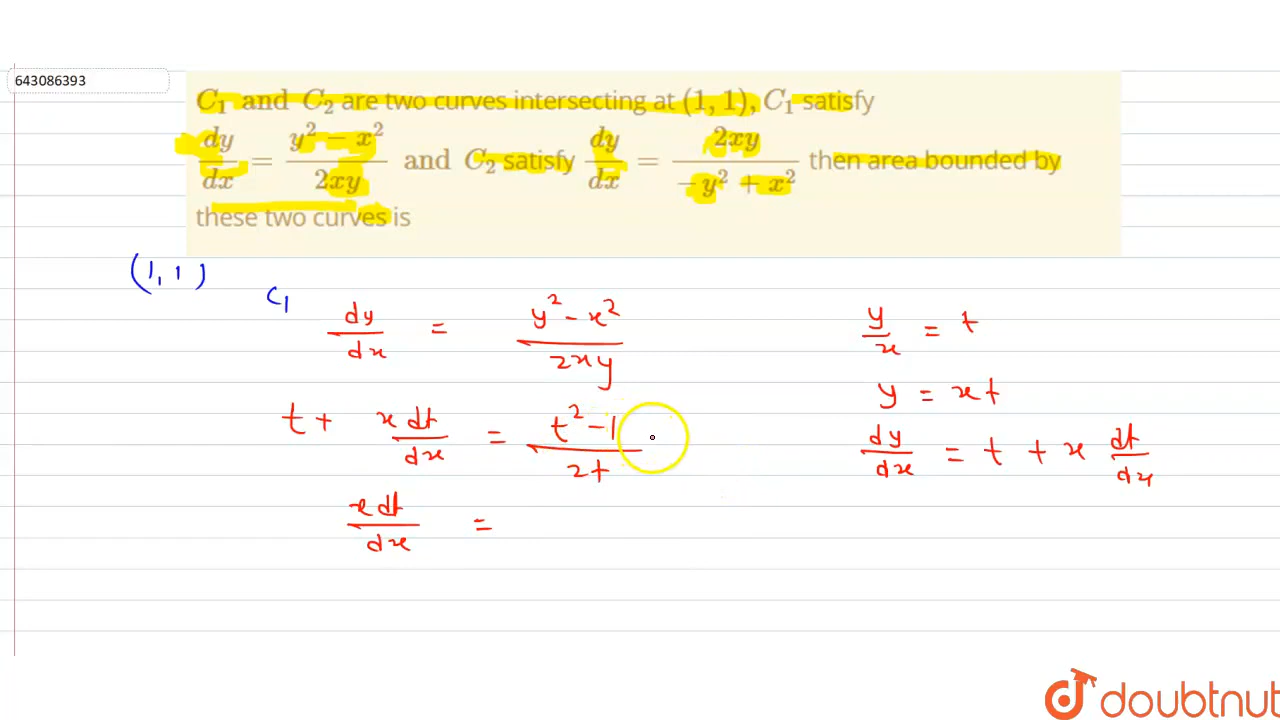 643086393
C₁ and C₂ are two curves intersecting at (1, 1), C₁ satisfy
dy/dx = (y² − x²)/(2xy) and C₂ satisfy dy/dx = (2xy)/(−y² + x²) then area bounded by
these two curves is
(1, 1)
C₁
dy/dx = (y² − x²)/(2xy)
y/x = t
y = xt
t + x dt/dx = (t² − 1)/(2t)
dy/dx = t + x dt/dx
x dt/dx =
doubtnut